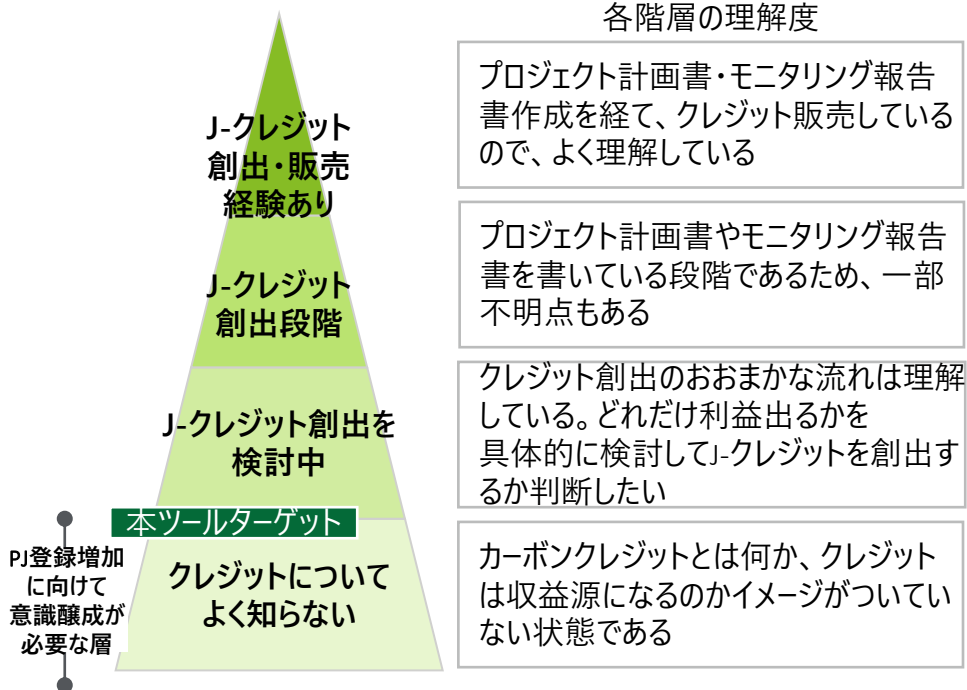 各階層の理解度
J-クレジット
創出・販売
経験あり
プロジェクト計画書・モニタリング報告
書作成を経て、クレジット販売している
ので、よく理解している
J-クレジット
創出段階
プロジェクト計画書やモニタリング報告
書を書いている段階であるため、一部
不明点もある
J-クレジット創出を
検討中
クレジット創出のおおまかな流れは理解
している。どれだけ利益出るかを
具体的に検討してJ-クレジットを創出す
るか判断したい
本ツールターゲット
PJ登録増加
に向けて
意識醸成が
必要な層
クレジットについて
よく知らない
カーボンクレジットとは何か、クレジット
は収益源になるのかイメージがついてい
ない状態である